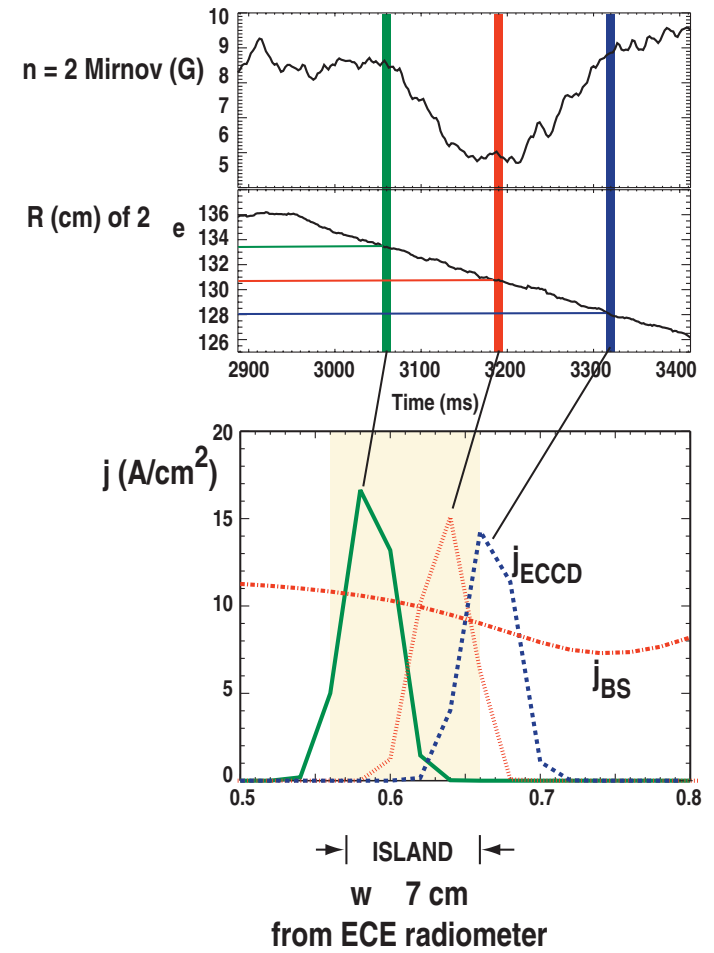 n = 2 Mirnov (G)
10
9
8
7
6
5
R (cm) of 2 e
136
134
132
130
128
126
2900 3000 3100 3200 3300 3400
Time (ms)
j (A/cm²)
20
15
10
5
0
jECCD
jBS
0.5 0.6 0.7 0.8
ISLAND
w 7 cm
from ECE radiometer